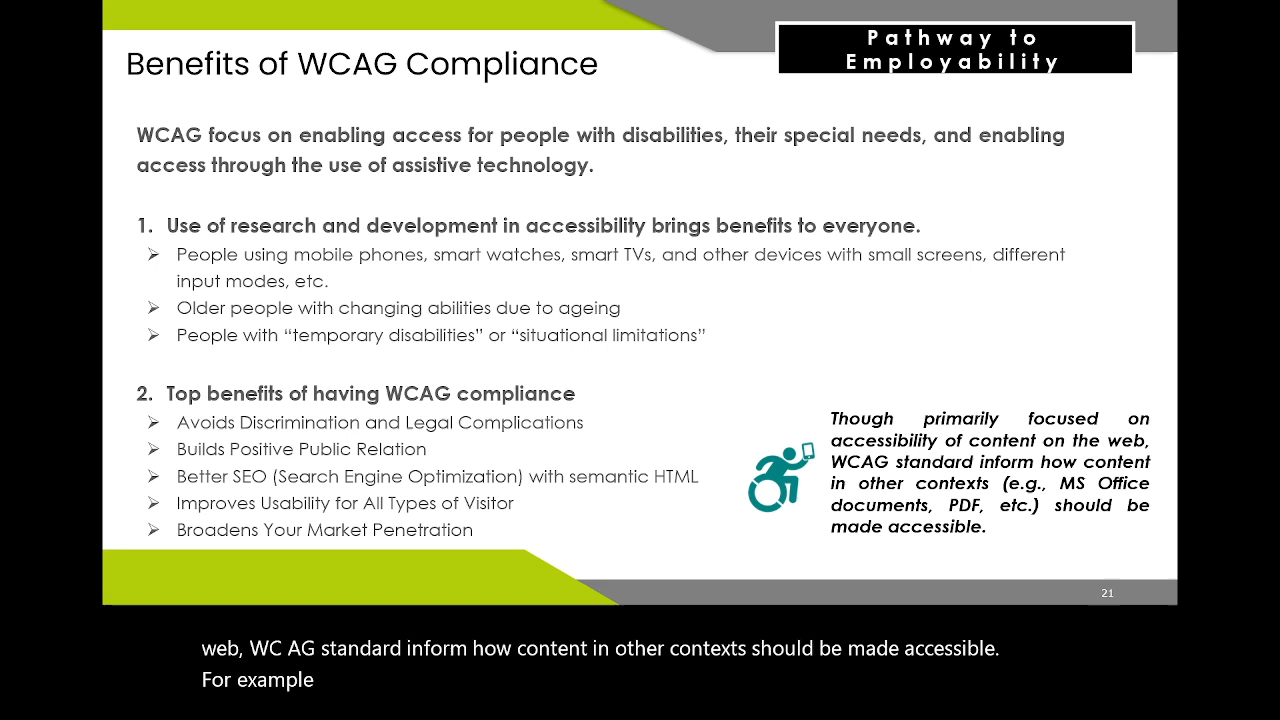 Pathway to
Employability
Benefits of WCAG Compliance
WCAG focus on enabling access for people with disabilities, their special needs, and enabling
access through the use of assistive technology.
1. Use of research and development in accessibility brings benefits to everyone.
➢ People using mobile phones, smart watches, smart TVs, and other devices with small screens, different
input modes, etc.
➢ Older people with changing abilities due to ageing
➢ People with “temporary disabilities” or “situational limitations”
2. Top benefits of having WCAG compliance
➢ Avoids Discrimination and Legal Complications
➢ Builds Positive Public Relation
➢ Better SEO (Search Engine Optimization) with semantic HTML
➢ Improves Usability for All Types of Visitor
➢ Broadens Your Market Penetration
Though primarily focused on
accessibility of content on the web,
WCAG standard inform how content
in other contexts (e.g., MS Office
documents, PDF, etc.) should be
made accessible.
21
web, WC AG standard inform how content in other contexts should be made accessible.
For example